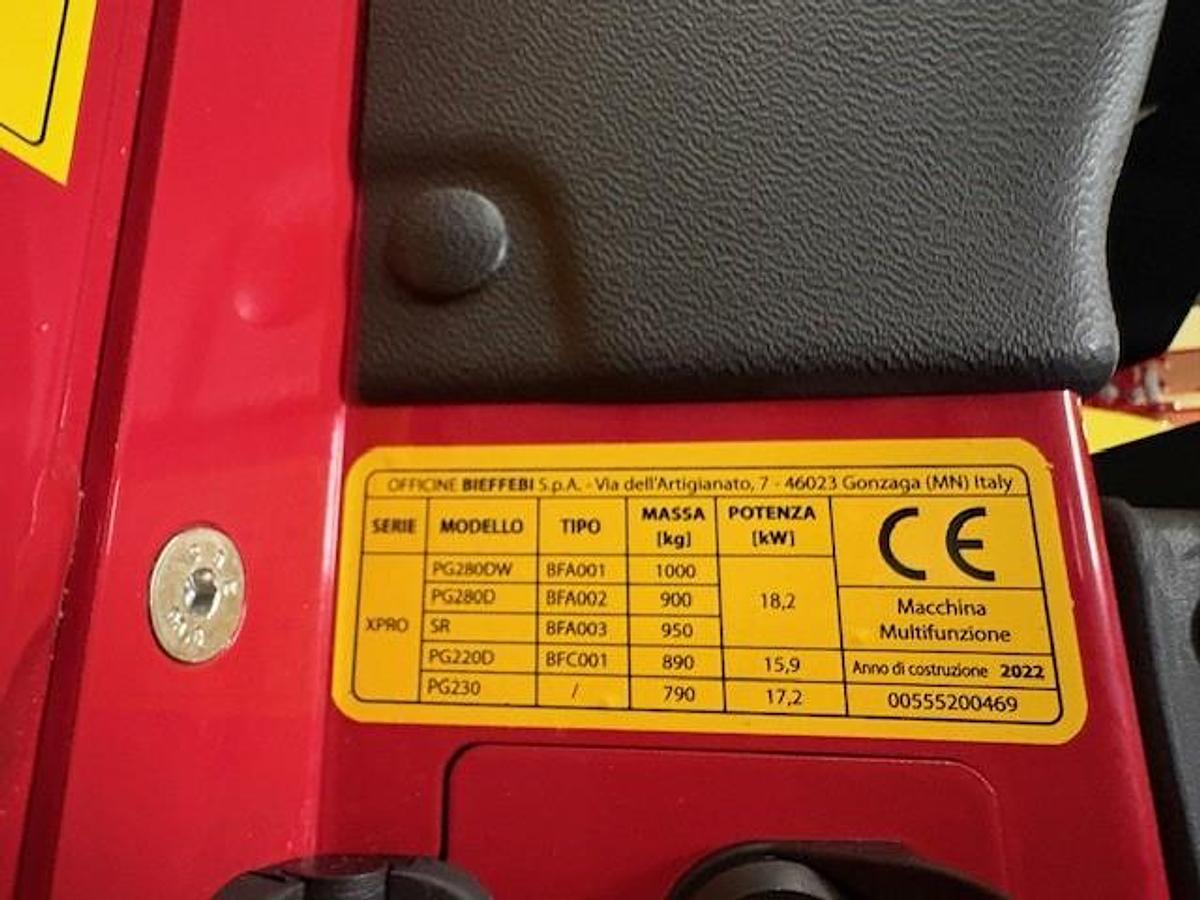 OFFICINE BIEFFEBI S.p.A. - Via dell'Artigianato, 7 - 46023 Gonzaga (MN) Italy
SERIE MODELLO TIPO MASSA [kg] POTENZA [kW] CE
XPRO
PG280DW BFA001 1000
PG280D BFA002 900 18,2
SR BFA003 950
PG220D BFC001 890 15,9
PG230 / 790 17,2
Macchina
Multifunzione
Anno di costruzione 2022
00555200469